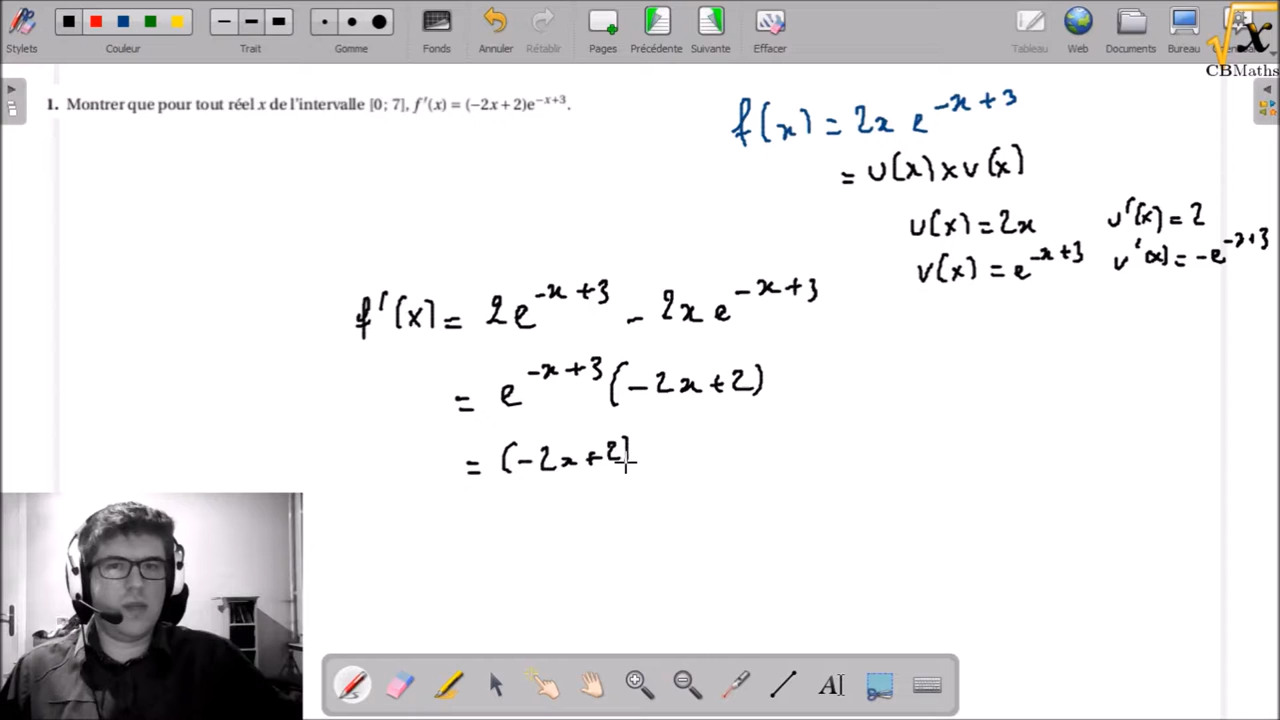 Stylets Couleur Trait Gomme Fonds Annuler Rétablir Pages Précédente Suivante Effacer Tableau Web Documents Bureau
CBMaths
1. Montrer que pour tout réel x de l'intervalle [0; 7], f'(x) = (−2x + 2)e^{−x+3}.
f(x) = 2x e^{-x+3}
= u(x) x v(x)
u(x) = 2x u'(x) = 2
v(x) = e^{-x+3} v'(x) = -e^{-x+3}
f'(x) = 2e^{-x+3} - 2x e^{-x+3}
= e^{-x+3} (-2x+2)
= (-2x+2)
AI